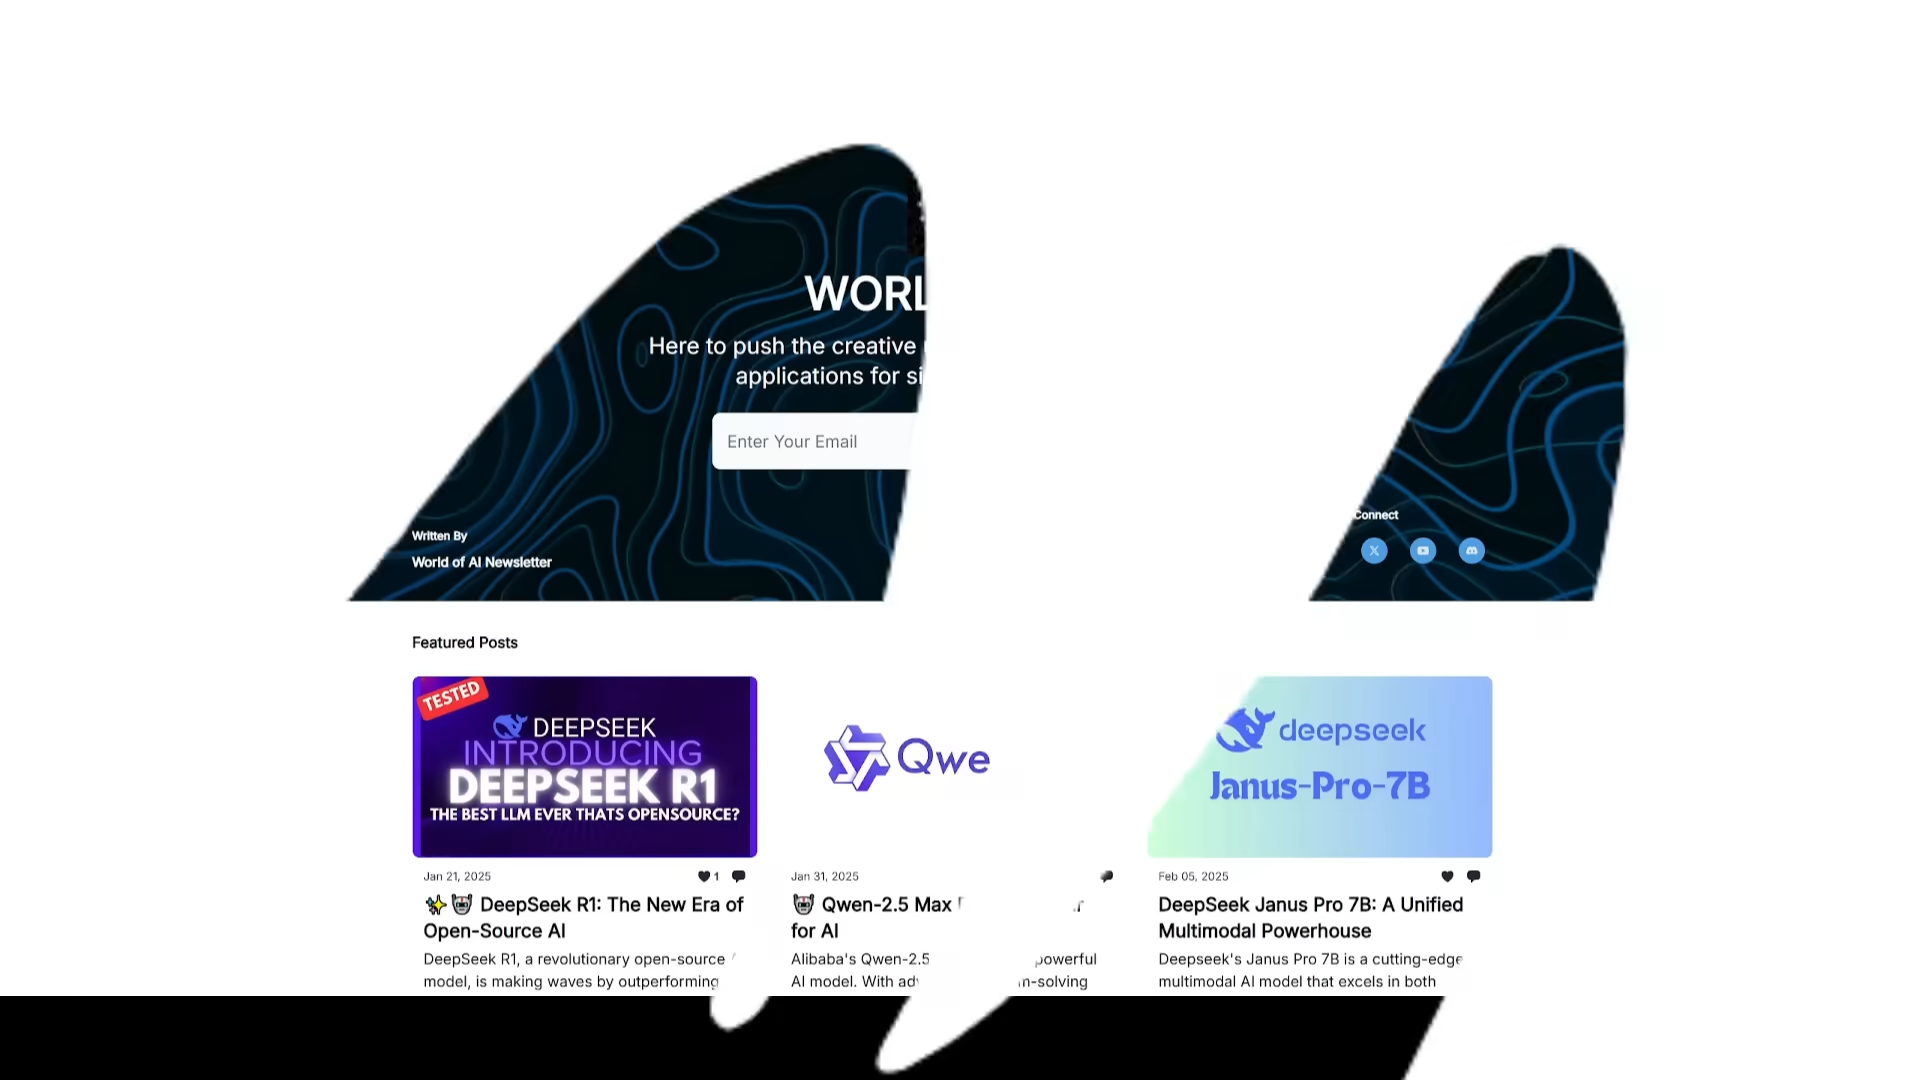 WORL
Here to push the creative
applications for si
Enter Your Email
Written By
World of AI Newsletter
Connect
Featured Posts
TESTED
DEEPSEEK
INTRODUCING
DEEPSEEK R1
THE BEST LLM EVER THATS OPENSOURCE?
Jan 21, 2025
1
✨🤖 DeepSeek R1: The New Era of
Open-Source AI
DeepSeek R1, a revolutionary open-source
model, is making waves by outperforming
Qwe
Jan 31, 2025
🤖 Qwen-2.5 Max
for AI
Alibaba's Qwen-2.5 powerful
AI model. With n-solving
deepseek
Janus-Pro-7B
Feb 05, 2025
DeepSeek Janus Pro 7B: A Unified
Multimodal Powerhouse
Deepseek's Janus Pro 7B is a cutting-edge
multimodal AI model that excels in both